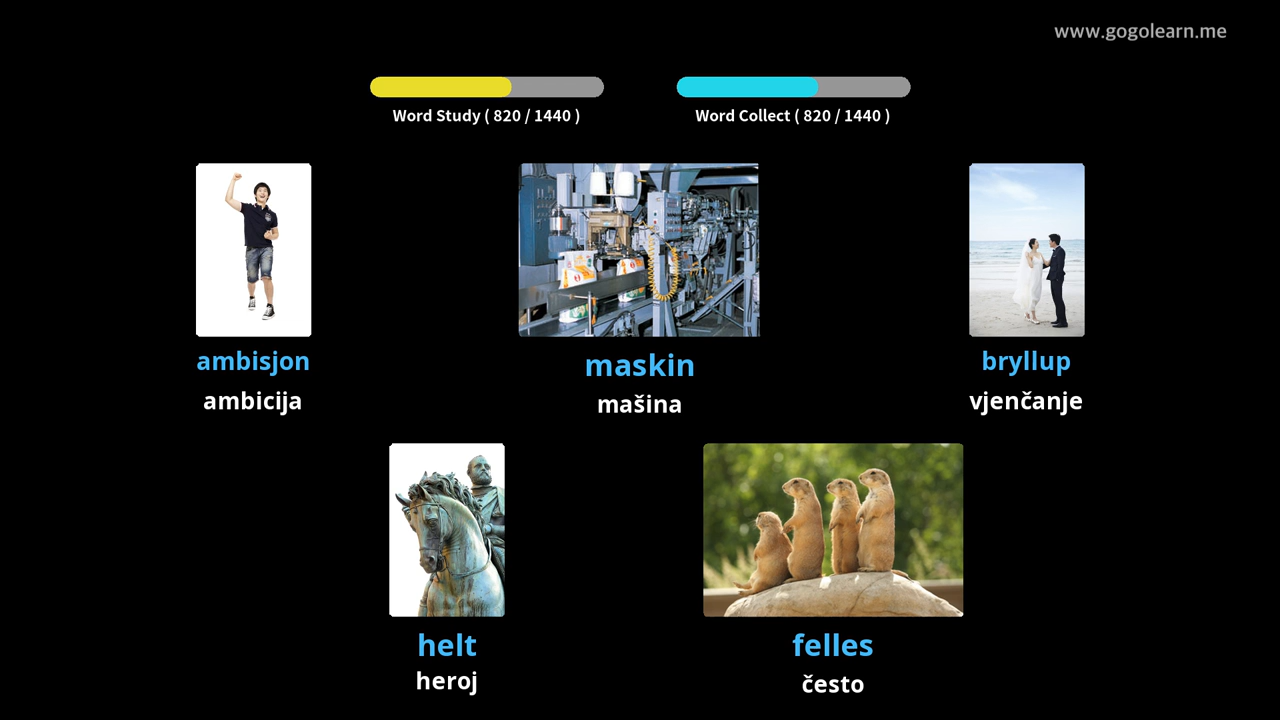 www.gogolearn.me
Word Study ( 820 / 1440 )
Word Collect ( 820 / 1440 )
ambisjon
ambicija
maskin
mašina
bryllup
vjenčanje
helt
heroj
felles
često